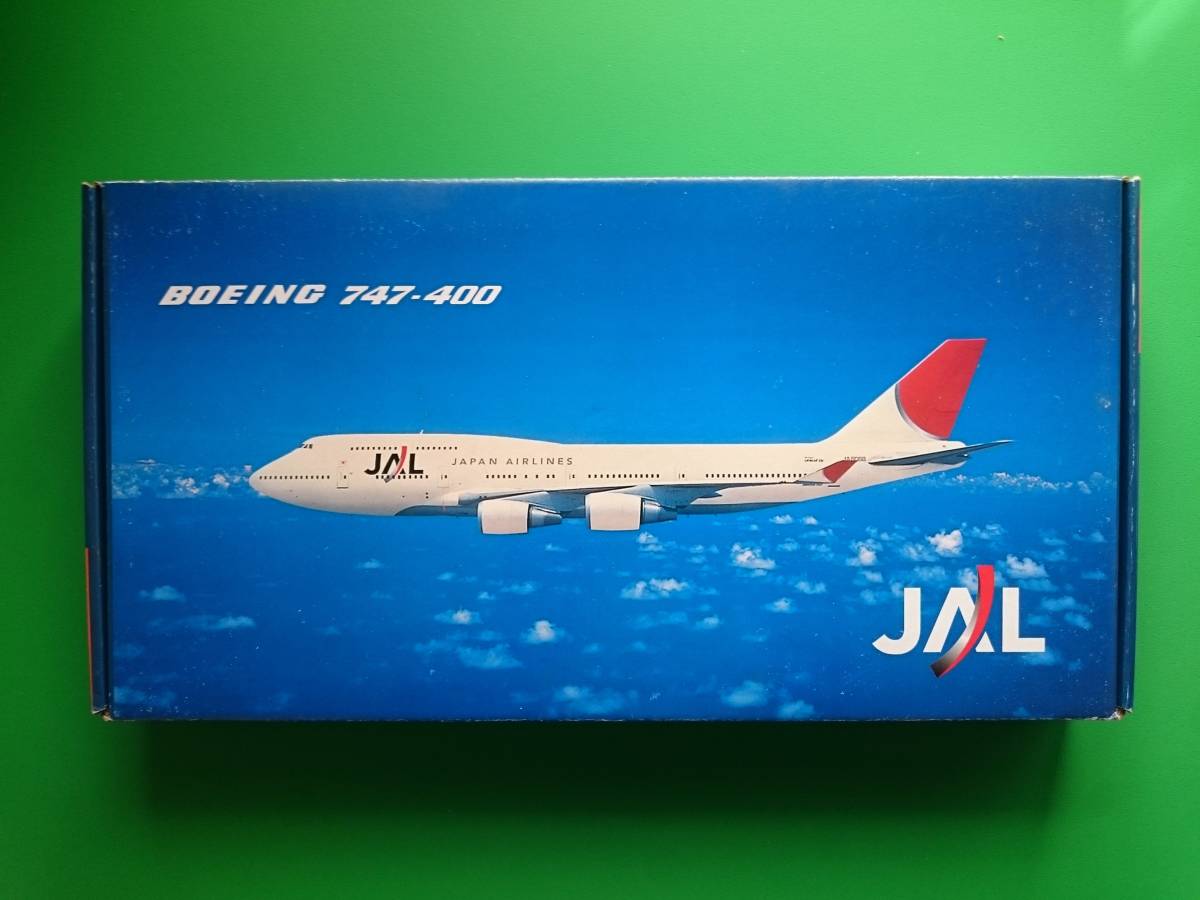 BOEING 747-400
JAL JAPAN AIRLINES
JAL